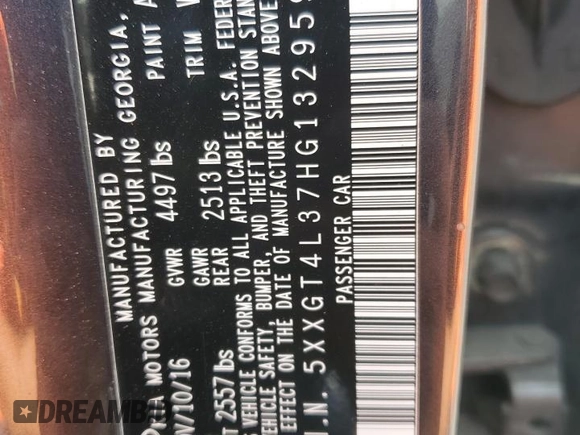 MANUFACTURED BY
MOTORS MANUFACTURING GEORGIA,
10/16 PAINT
GVWR 4497 lbs TRIM
GAWR
2557 lbs REAR 2513 lbs
VEHICLE CONFORMS TO ALL APPLICABLE U.S.A. FEDER
VEHICLE SAFETY, BUMPER, AND THEFT PREVENTION STAN
EFFECT ON THE DATE OF MANUFACTURE SHOWN ABOVE
5XXGT4L37HG13295
PASSENGER CAR